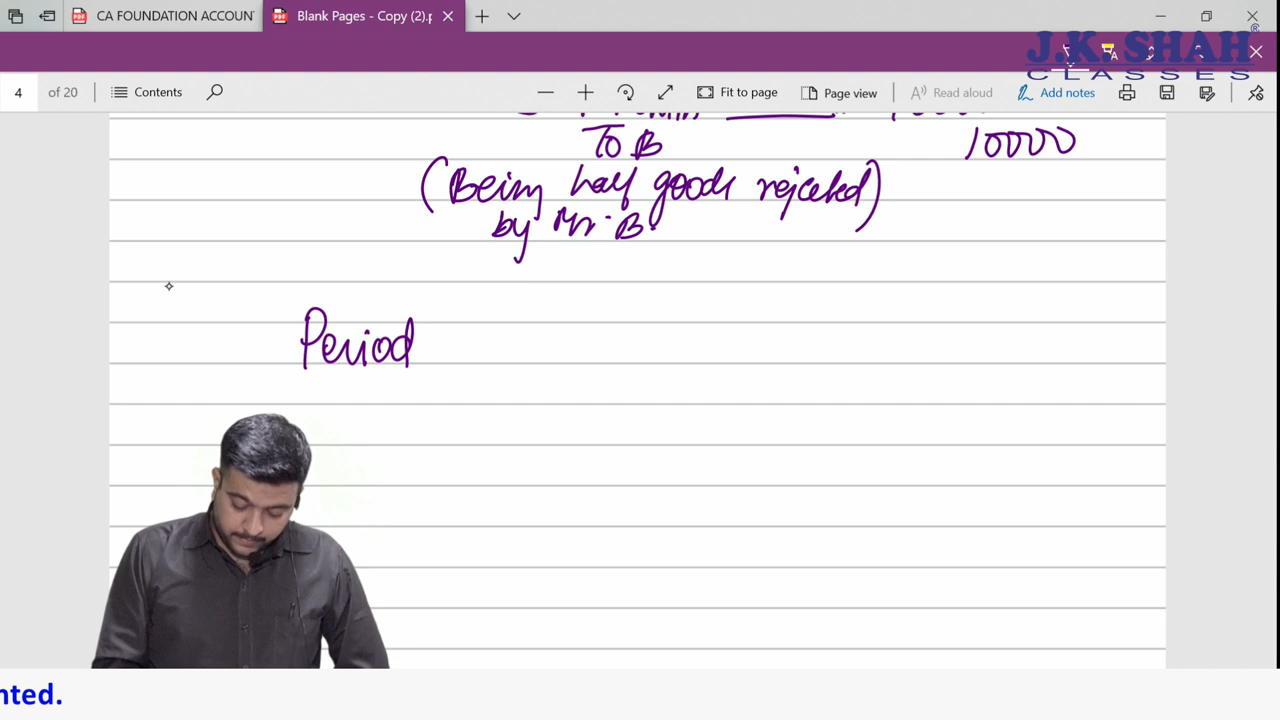 CA FOUNDATION ACCOUN
Blank Pages - Copy (2).p
J.K. SHAH®
CLASSES
4 of 20
Contents
Fit to page
Page view
Read aloud
Add notes
To B 10000
(Being half goods rejected)
by Mr. B.
Period
nted.